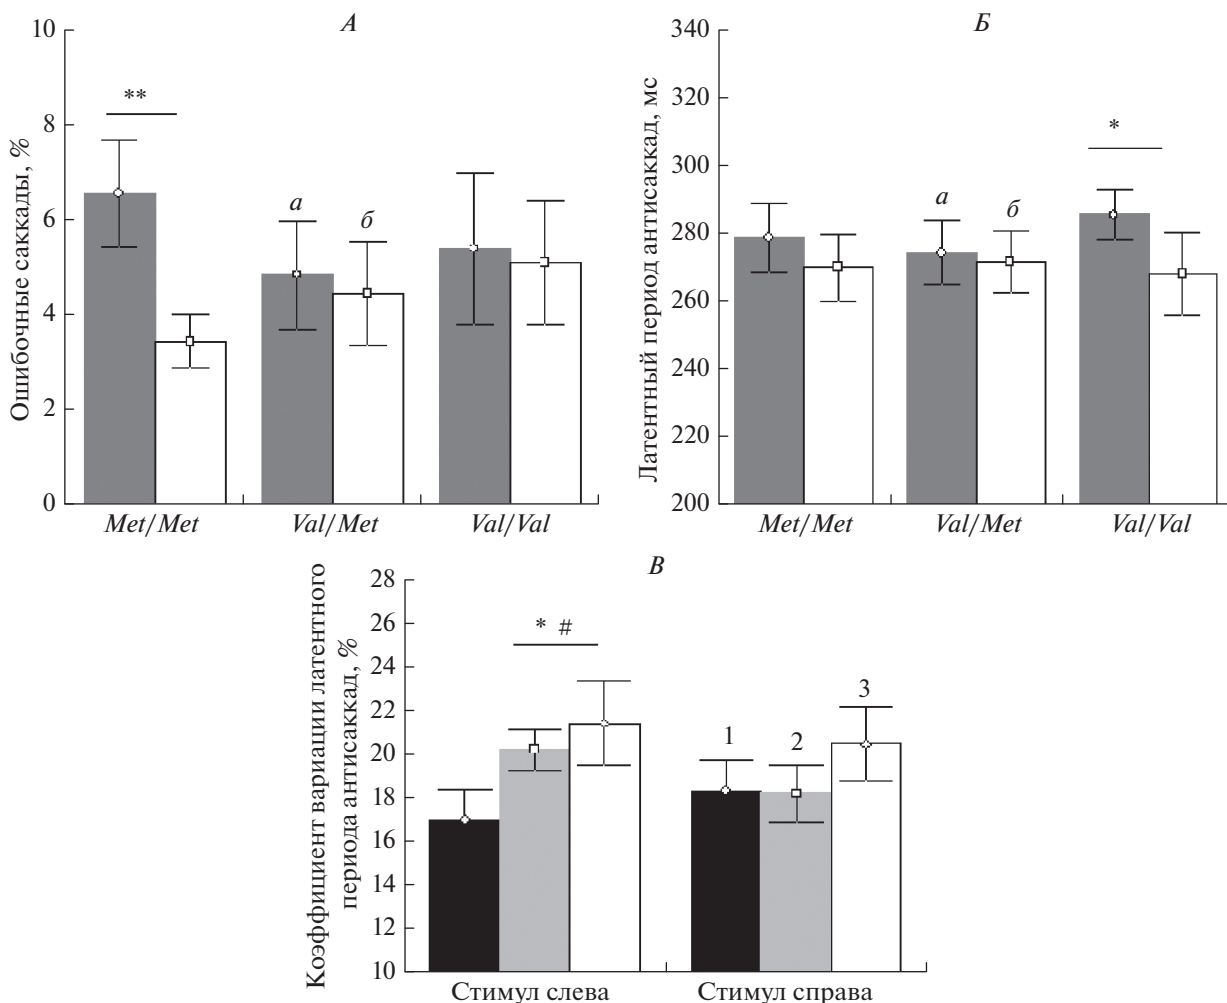 А
10
8
6
4
2
0
Ошибочные саккады, %
**
а
б
Met/Met
Val/Met
Val/Val
Б
340
320
300
280
260
240
220
200
Латентный период антисаккад, мс
*
а
б
Met/Met
Val/Met
Val/Val
В
28
26
24
22
20
18
16
14
12
10
Коэффициент вариации латентного
периода антисаккад, %
* #
1
2
3
Стимул слева
Стимул справа